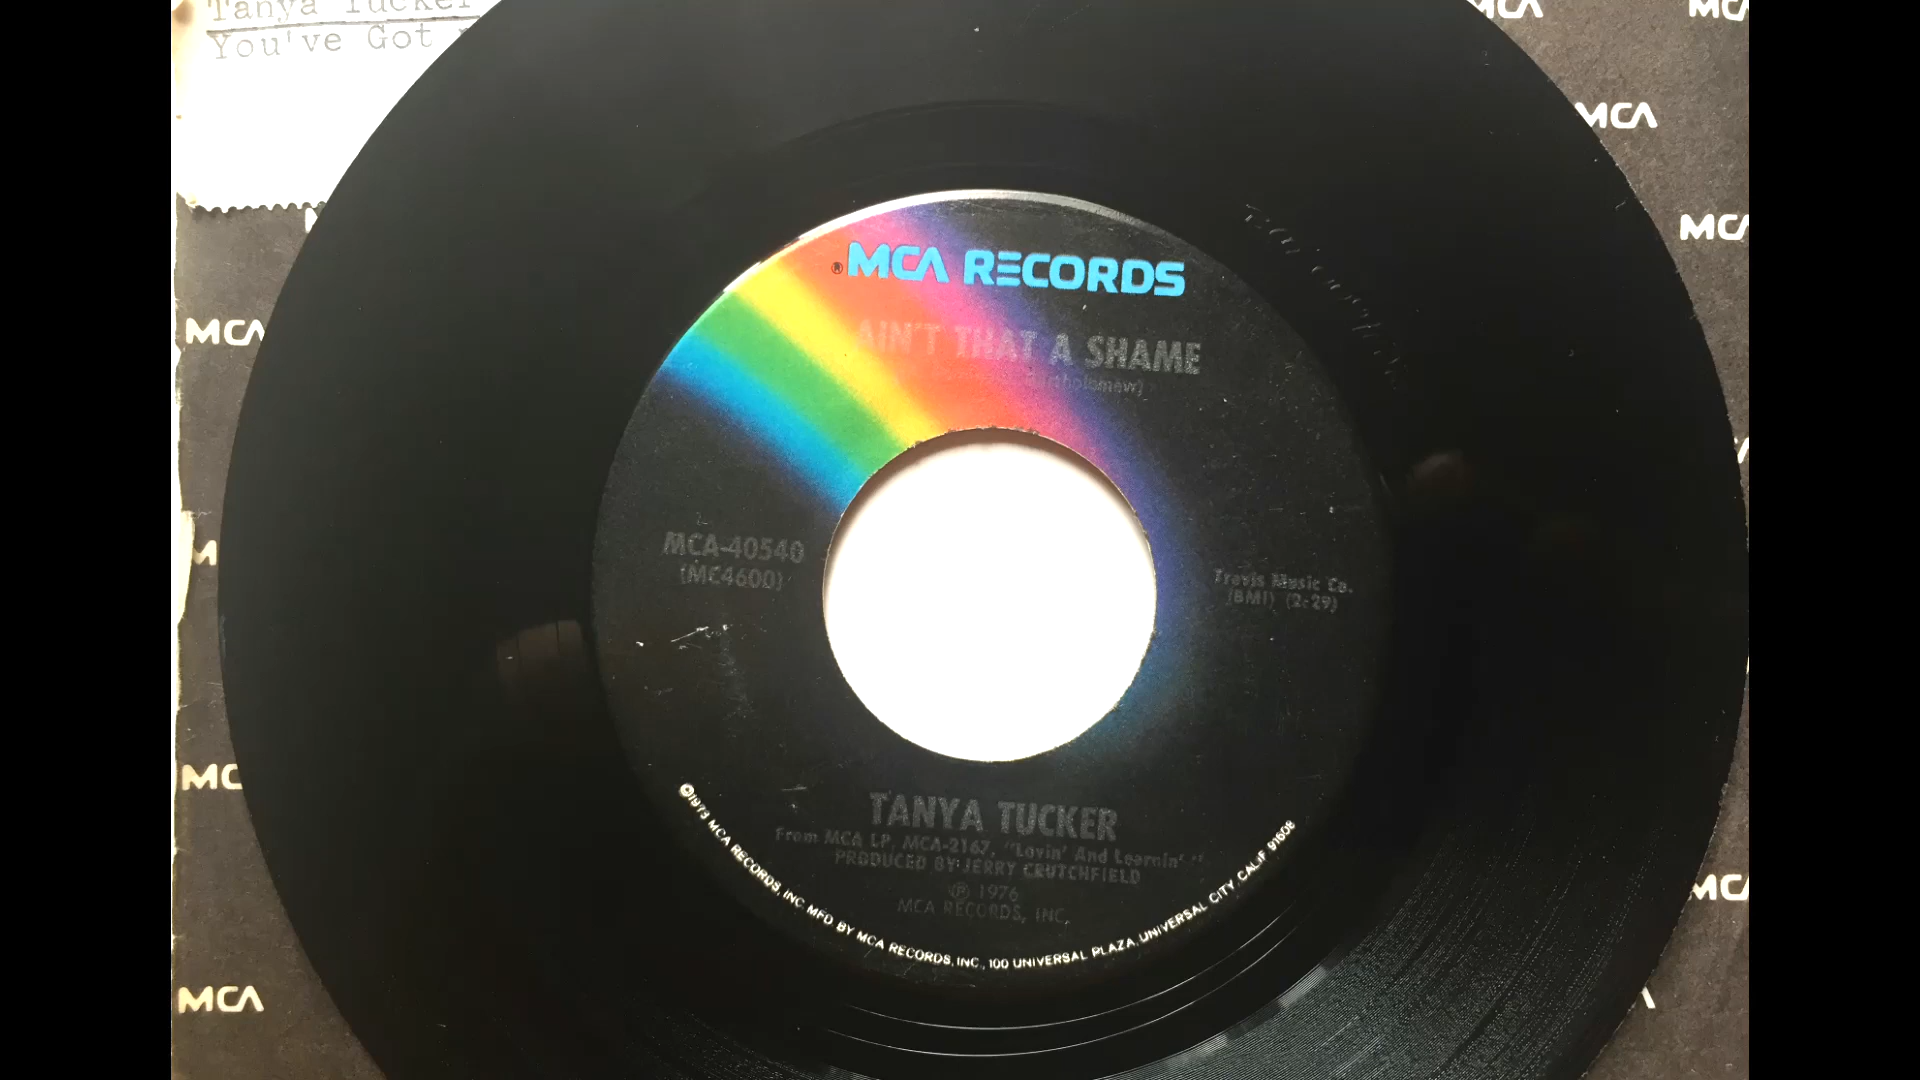 Tanya Tucker
You've Got
MCA
MCA
MCA
MCA
MCA
MCA
MCA
MCA
® MCA RECORDS
AIN'T THAT A SHAME
Bartholomew)
MCA-40540
(MC4600)
Travis Music Co.
(BMI) (2:29)
TANYA TUCKER
From MCA LP, MCA-2167, "Lovin' And Learnin' "
PRODUCED BY: JERRY CRUTCHFIELD
℗ 1976
MCA RECORDS, INC.
©1973 MCA RECORDS, INC MFD BY MCA RECORDS, INC., 100 UNIVERSAL PLAZA, UNIVERSAL CITY, CALIF 91608